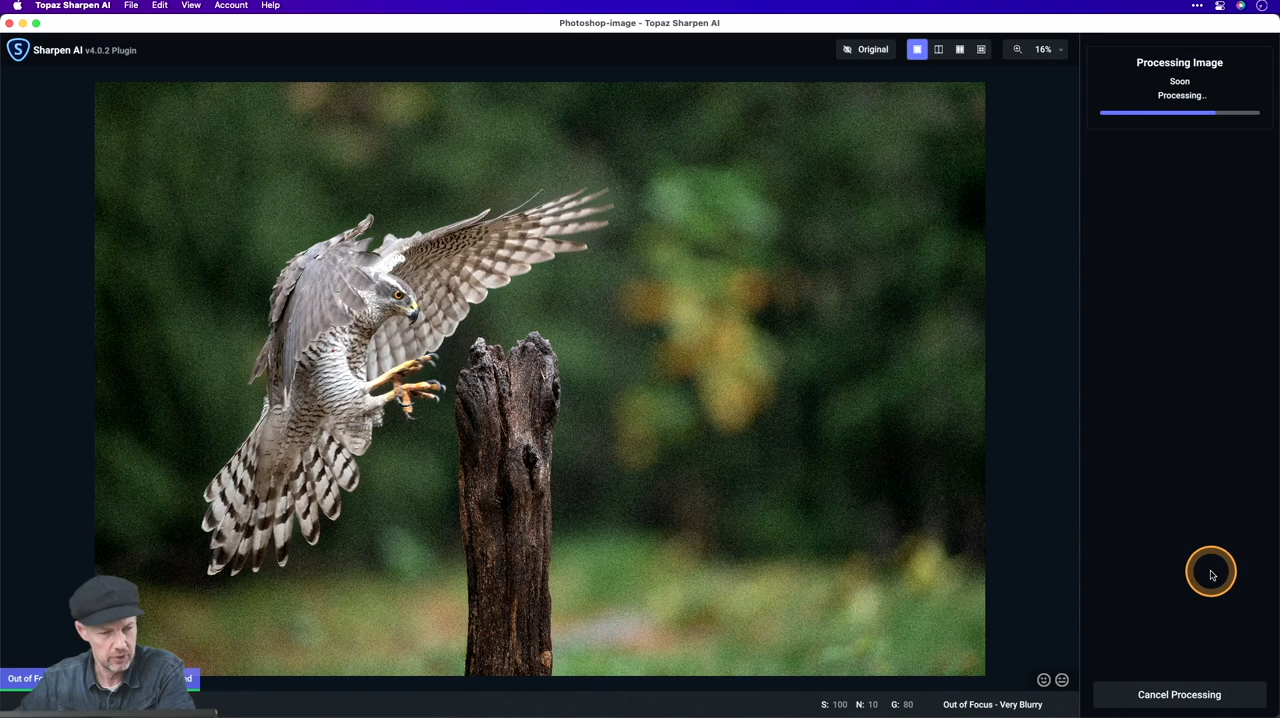 Topaz Sharpen AI File Edit View Account Help
Photoshop-image - Topaz Sharpen AI
Sharpen AI v4.0.2 Plugin
Original
16%
Processing Image
Soon
Processing..
Out of
S: 100 N: 10 G: 80
Out of Focus - Very Blurry
Cancel Processing